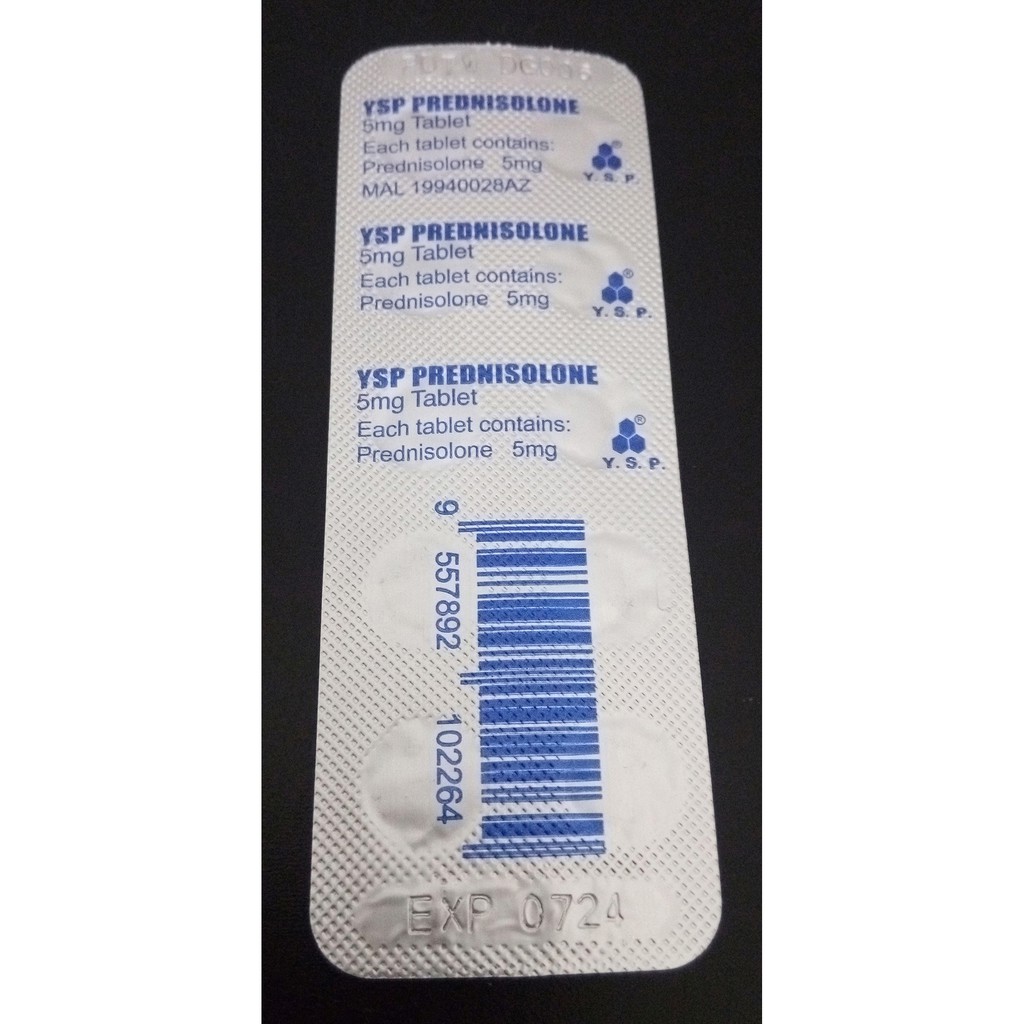 YSP PREDNISOLONE
5mg Tablet
Each tablet contains:
Prednisolone 5mg
MAL 19940028AZ
®
Y. S. P.
YSP PREDNISOLONE
5mg Tablet
Each tablet contains:
Prednisolone 5mg
®
Y. S. P.
YSP PREDNISOLONE
5mg Tablet
Each tablet contains:
Prednisolone 5mg
®
Y. S. P.
9 557892 102264
EXP 0724